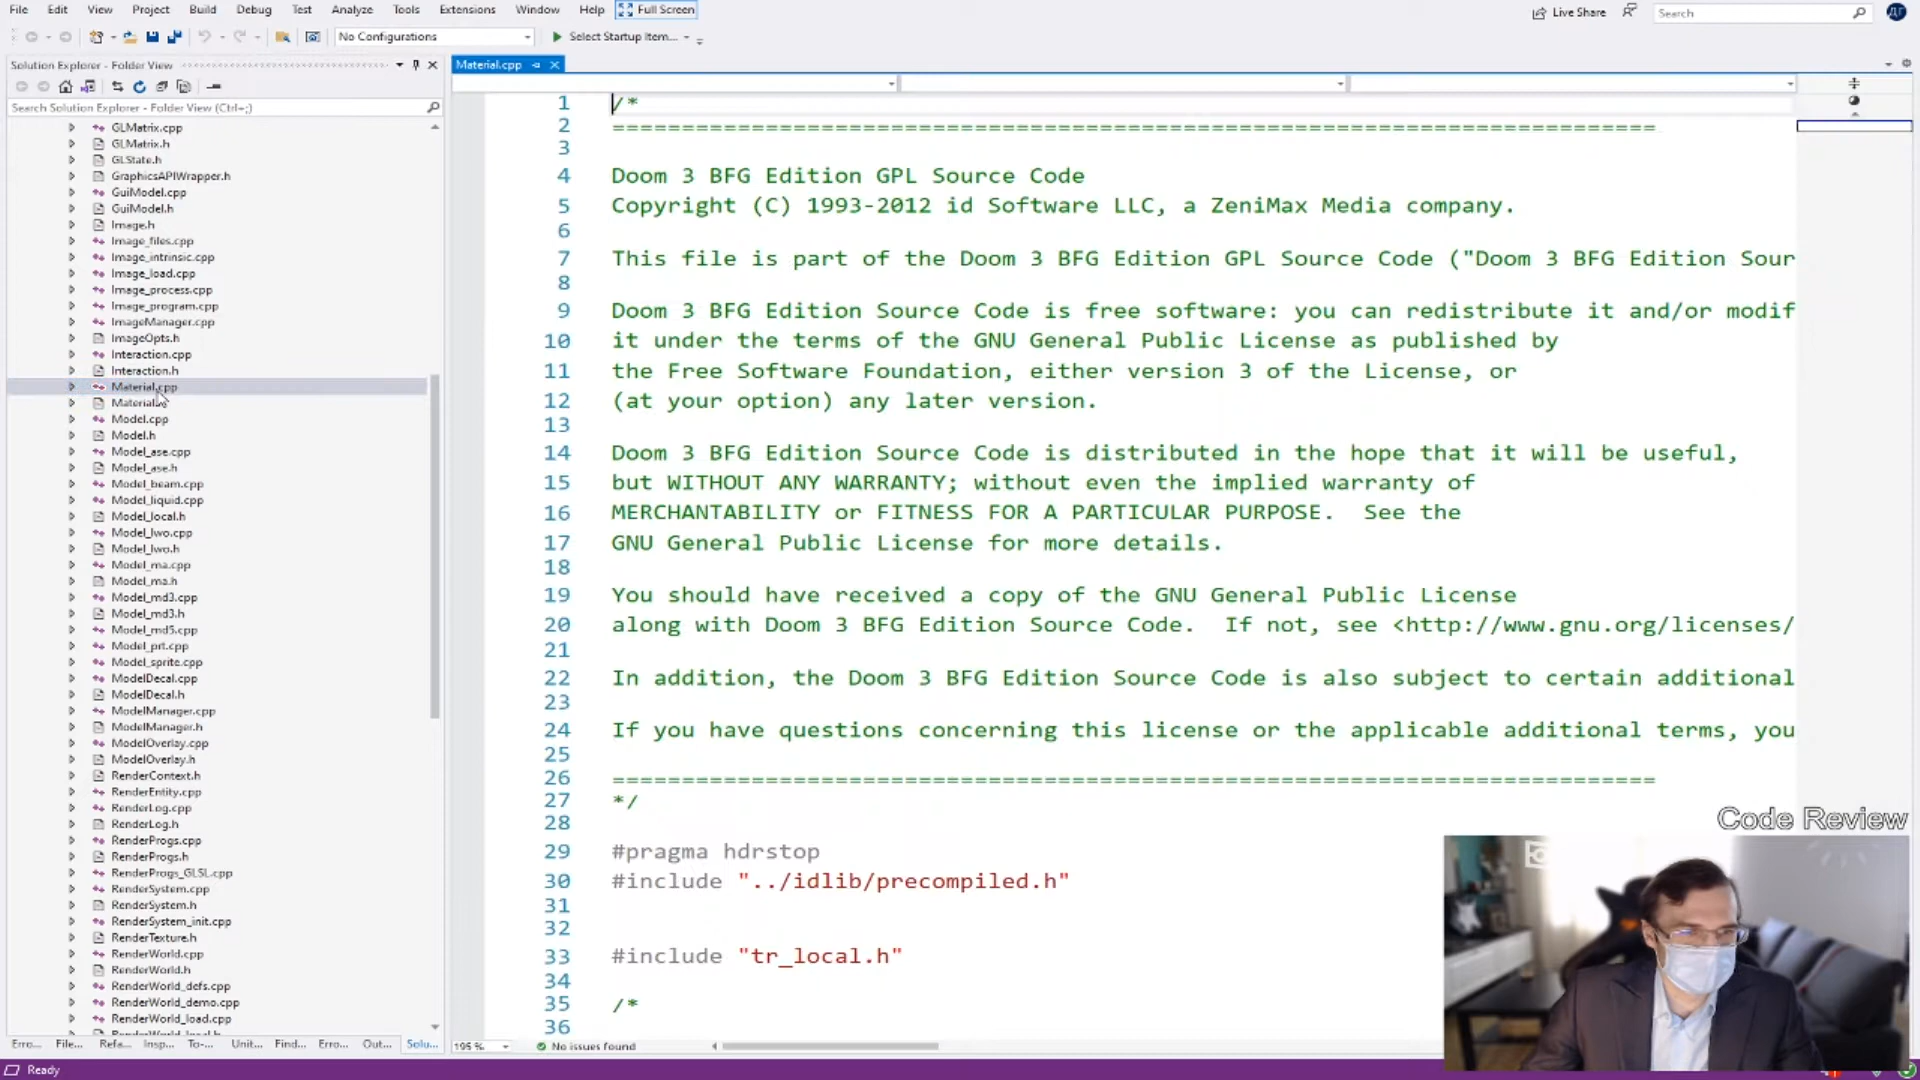 File Edit View Project Build Debug Test Analyze Tools Extensions Window Help Full Screen Live Share Search ДГ
No Configurations Select Startup Item...
Solution Explorer - Folder View
Material.cpp
Search Solution Explorer - Folder View (Ctrl+;)
GLMatrix.cpp
GLMatrix.h
GLState.h
GraphicsAPIWrapper.h
GuiModel.cpp
GuiModel.h
Image.h
Image_files.cpp
Image_intrinsic.cpp
Image_load.cpp
Image_process.cpp
Image_program.cpp
ImageManager.cpp
ImageOpts.h
Interaction.cpp
Interaction.h
Material.cpp
Material
Model.cpp
Model.h
Model_ase.cpp
Model_ase.h
Model_beam.cpp
Model_liquid.cpp
Model_local.h
Model_lwo.cpp
Model_lwo.h
Model_ma.cpp
Model_ma.h
Model_md3.cpp
Model_md3.h
Model_md5.cpp
Model_prt.cpp
Model_sprite.cpp
ModelDecal.cpp
ModelDecal.h
ModelManager.cpp
ModelManager.h
ModelOverlay.cpp
ModelOverlay.h
RenderContext.h
RenderEntity.cpp
RenderLog.cpp
RenderLog.h
RenderProgs.cpp
RenderProgs.h
RenderProgs_GLSL.cpp
RenderSystem.cpp
RenderSystem.h
RenderSystem_init.cpp
RenderTexture.h
RenderWorld.cpp
RenderWorld.h
RenderWorld_defs.cpp
RenderWorld_demo.cpp
RenderWorld_load.cpp
1 /*
2 ===========================================================================
3
4 Doom 3 BFG Edition GPL Source Code
5 Copyright (C) 1993-2012 id Software LLC, a ZeniMax Media company.
6
7 This file is part of the Doom 3 BFG Edition GPL Source Code ("Doom 3 BFG Edition Sour
8
9 Doom 3 BFG Edition Source Code is free software: you can redistribute it and/or modif
10 it under the terms of the GNU General Public License as published by
11 the Free Software Foundation, either version 3 of the License, or
12 (at your option) any later version.
13
14 Doom 3 BFG Edition Source Code is distributed in the hope that it will be useful,
15 but WITHOUT ANY WARRANTY; without even the implied warranty of
16 MERCHANTABILITY or FITNESS FOR A PARTICULAR PURPOSE.  See the
17 GNU General Public License for more details.
18
19 You should have received a copy of the GNU General Public License
20 along with Doom 3 BFG Edition Source Code.  If not, see <http://www.gnu.org/licenses/
21
22 In addition, the Doom 3 BFG Edition Source Code is also subject to certain additional
23
24 If you have questions concerning this license or the applicable additional terms, you
25
26 ===========================================================================
27 */
28
29 #pragma hdrstop
30 #include "../idlib/precompiled.h"
31
32
33 #include "tr_local.h"
34
35 /*
36
Code Review
Erro... File... Refa... Insp... To-... Unit... Find... Erro... Out... Solu...
195 % No issues found
Ready